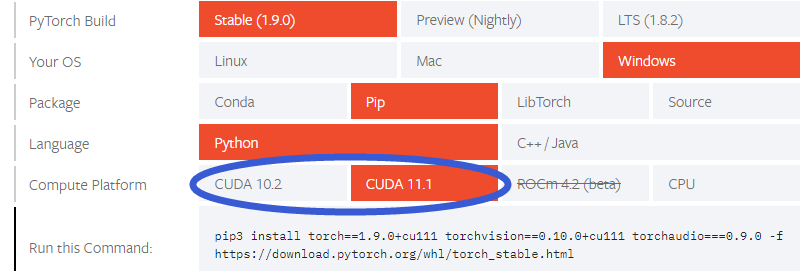 PyTorch Build Stable (1.9.0) Preview (Nightly) LTS (1.8.2)
Your OS Linux Mac Windows
Package Conda Pip LibTorch Source
Language Python C++ / Java
Compute Platform CUDA 10.2 CUDA 11.1 ROCm 4.2 (beta) CPU
Run this Command: pip3 install torch==1.9.0+cu111 torchvision==0.10.0+cu111 torchaudio===0.9.0 -f
https://download.pytorch.org/whl/torch_stable.html